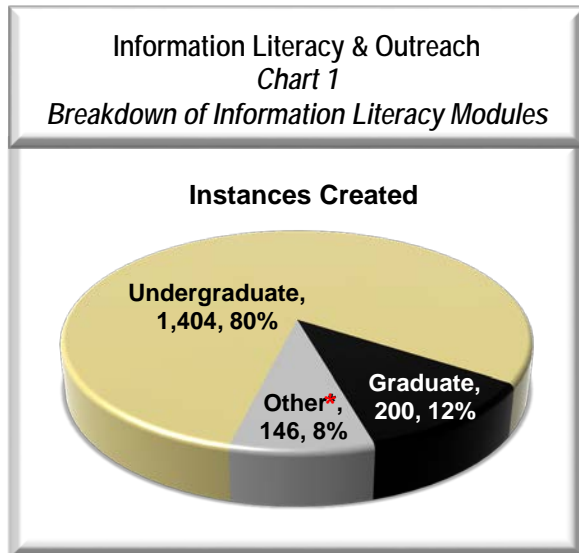 Information Literacy & Outreach
Chart 1
Breakdown of Information Literacy Modules
Instances Created
Undergraduate,
1,404, 80%
Other*,
146, 8%
Graduate,
200, 12%